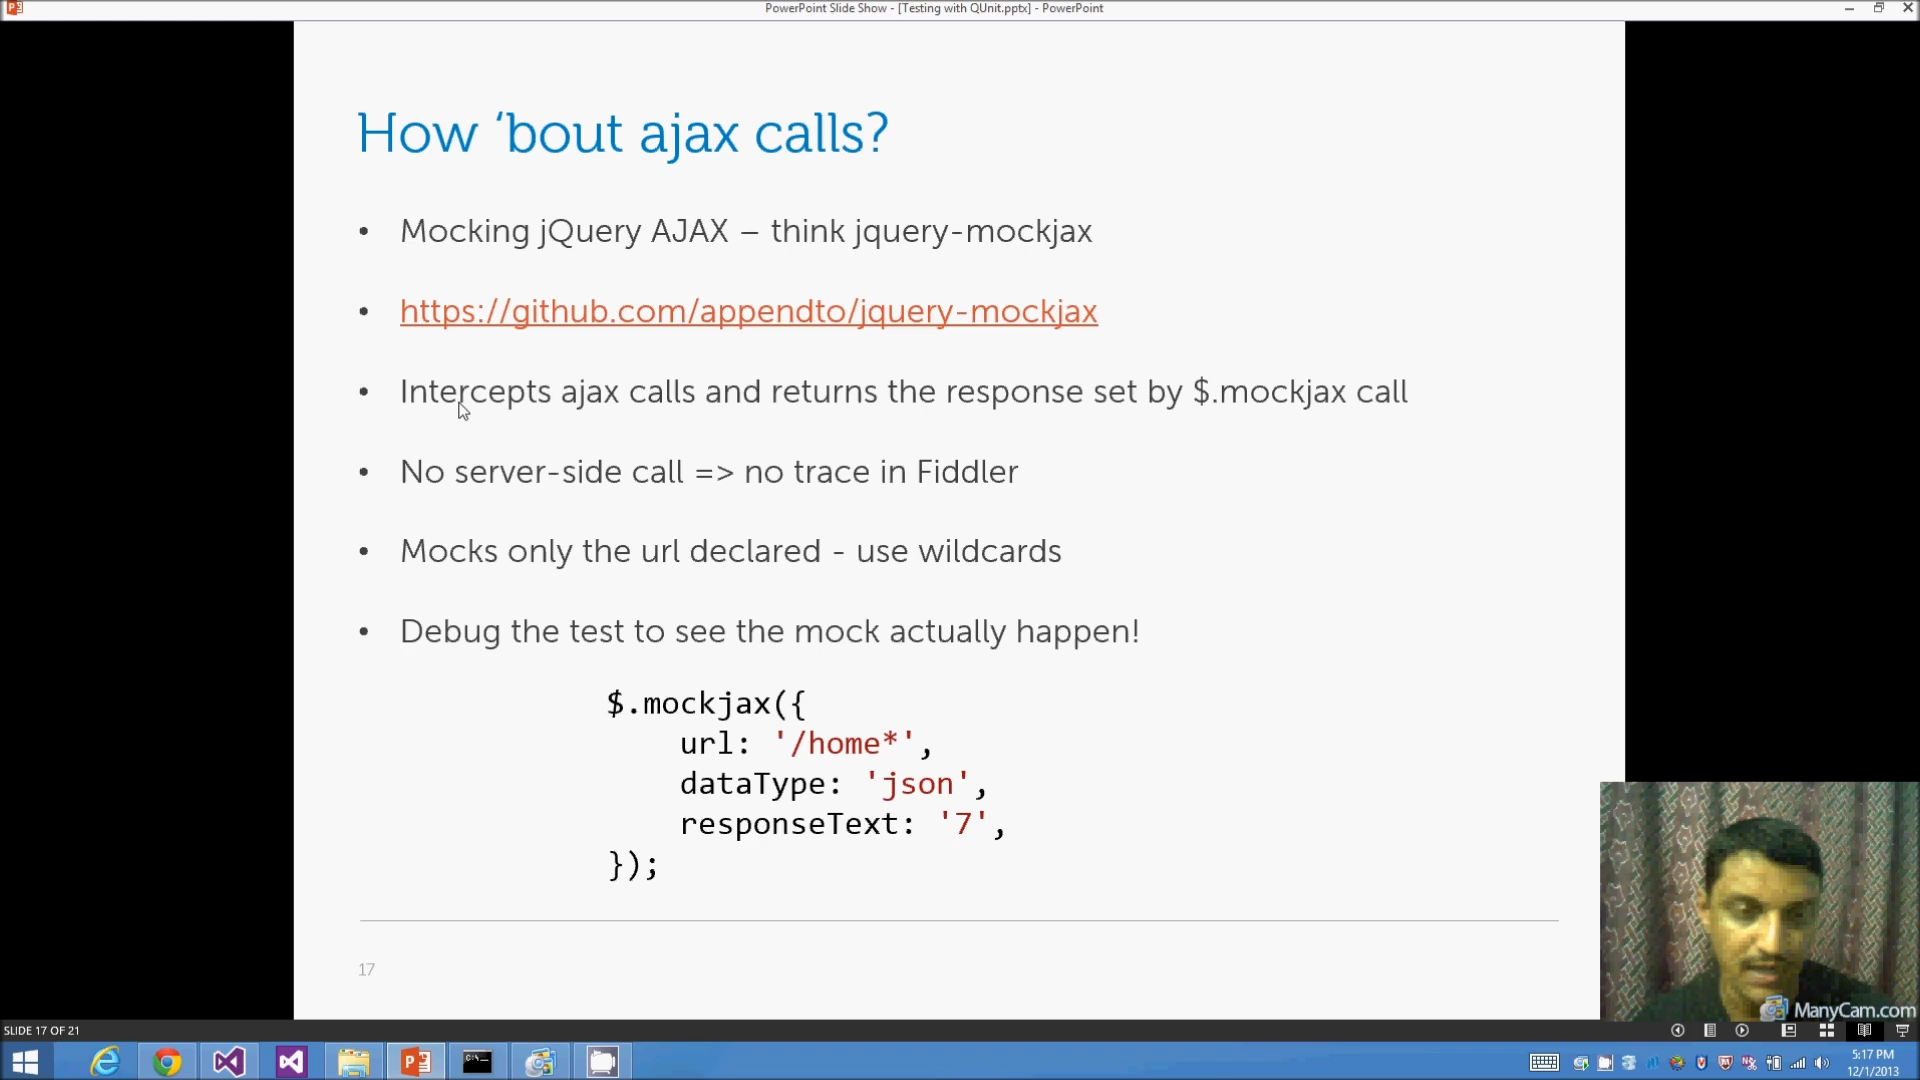 PowerPoint Slide Show - [Testing with QUnit.pptx] - PowerPoint
How ‘bout ajax calls?
• Mocking jQuery AJAX – think jquery-mockjax
• https://github.com/appendto/jquery-mockjax
• Intercepts ajax calls and returns the response set by $.mockjax call
• No server-side call => no trace in Fiddler
• Mocks only the url declared - use wildcards
• Debug the test to see the mock actually happen!
$.mockjax({
url: '/home*',
dataType: 'json',
responseText: '7',
});
17
ManyCam.com
SLIDE 17 OF 21
5:17 PM
12/1/2013